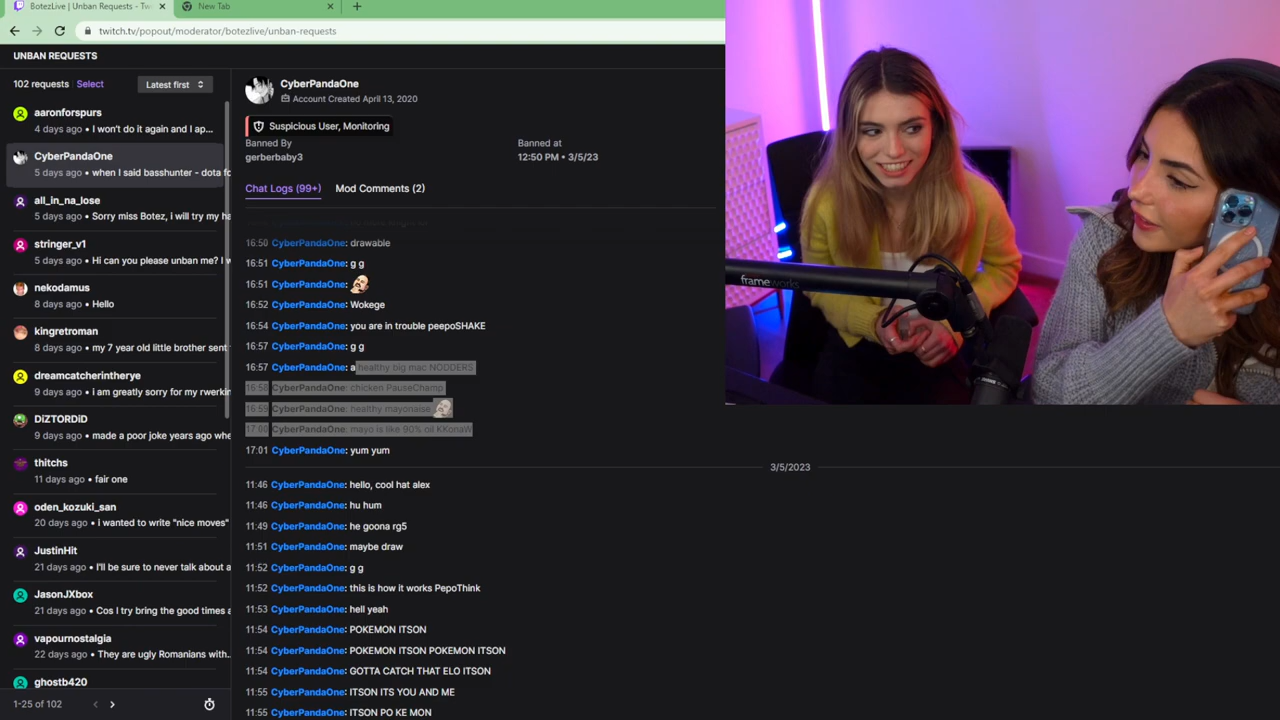 BotezLive | Unban Requests - Tw
New Tab
twitch.tv/popout/moderator/botezlive/unban-requests
UNBAN REQUESTS
102 requests Select Latest first
aaronforspurs
4 days ago • I won't do it again and I ap...
CyberPandaOne
5 days ago • when I said basshunter - dota fo
all_in_na_lose
5 days ago • Sorry miss Botez, i will try my ha
stringer_v1
5 days ago • Hi can you please unban me? I w
nekodamus
8 days ago • Hello
kingretroman
8 days ago • my 7 year old little brother sent
dreamcatcherintherye
9 days ago • i am greatly sorry for my rwerkin
DiZTORDiD
9 days ago • made a poor joke years ago whe
thitchs
11 days ago • fair one
oden_kozuki_san
20 days ago • i wanted to write "nice moves"
JustinHit
21 days ago • I'll be sure to never talk about a
JasonJXbox
21 days ago • Cos I try bring the good times a
vapournostalgia
22 days ago • They are ugly Romanians with...
ghostb420
1-25 of 102
CyberPandaOne
Account Created April 13, 2020
Suspicious User, Monitoring
Banned By
gerberbaby3
Banned at
12:50 PM • 3/5/23
Chat Logs (99+) Mod Comments (2)
16:50 CyberPandaOne: drawable
16:51 CyberPandaOne: g g
16:51 CyberPandaOne:
16:52 CyberPandaOne: Wokege
16:54 CyberPandaOne: you are in trouble peepoSHAKE
16:57 CyberPandaOne: g g
16:57 CyberPandaOne: a healthy big mac NODDERS
16:58 CyberPandaOne: chicken PauseChamp
16:59 CyberPandaOne: healthy mayonaise
17:00 CyberPandaOne: mayo is like 90% oil KKonaW
17:01 CyberPandaOne: yum yum
3/5/2023
11:46 CyberPandaOne: hello, cool hat alex
11:46 CyberPandaOne: hu hum
11:49 CyberPandaOne: he goona rg5
11:51 CyberPandaOne: maybe draw
11:52 CyberPandaOne: g g
11:52 CyberPandaOne: this is how it works PepoThink
11:53 CyberPandaOne: hell yeah
11:54 CyberPandaOne: POKEMON ITSON
11:54 CyberPandaOne: POKEMON ITSON POKEMON ITSON
11:54 CyberPandaOne: GOTTA CATCH THAT ELO ITSON
11:55 CyberPandaOne: ITSON ITS YOU AND ME
11:55 CyberPandaOne: ITSON PO KE MON
frameworks